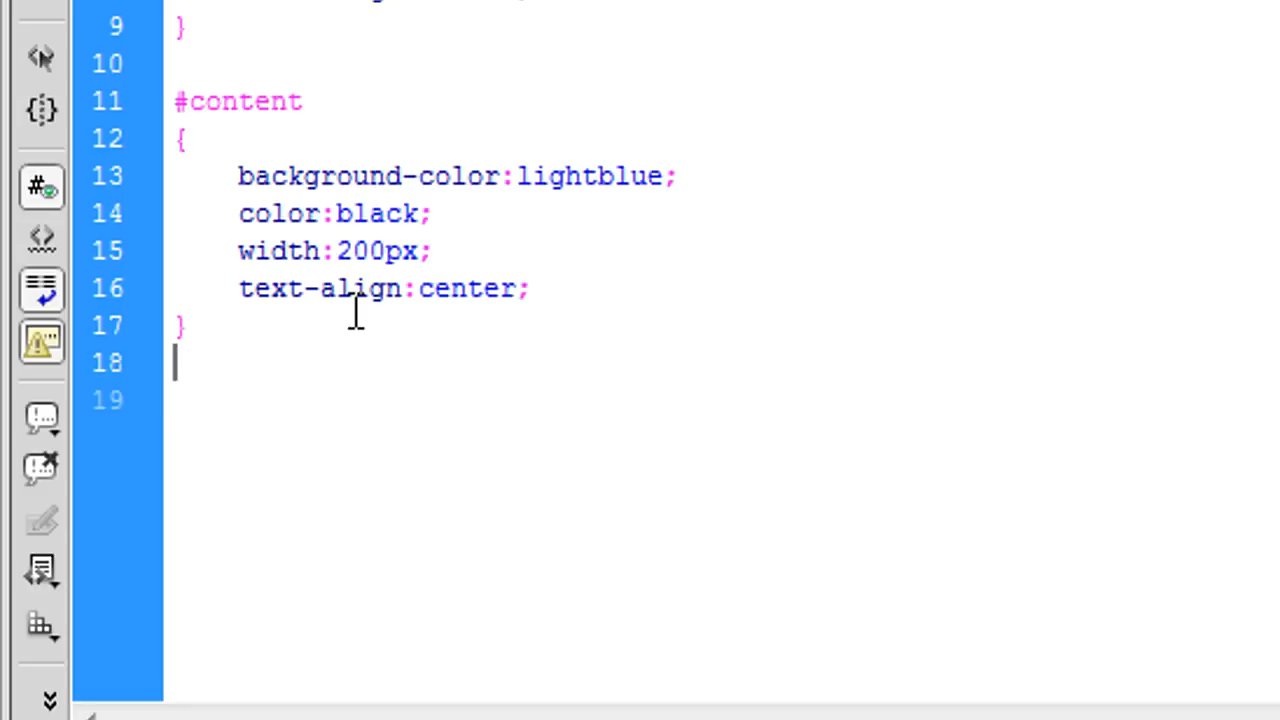 9 }
10
11 #content
12 {
13 background-color:lightblue;
14 color:black;
15 width:200px;
16 text-align:center;
17 }
18
19